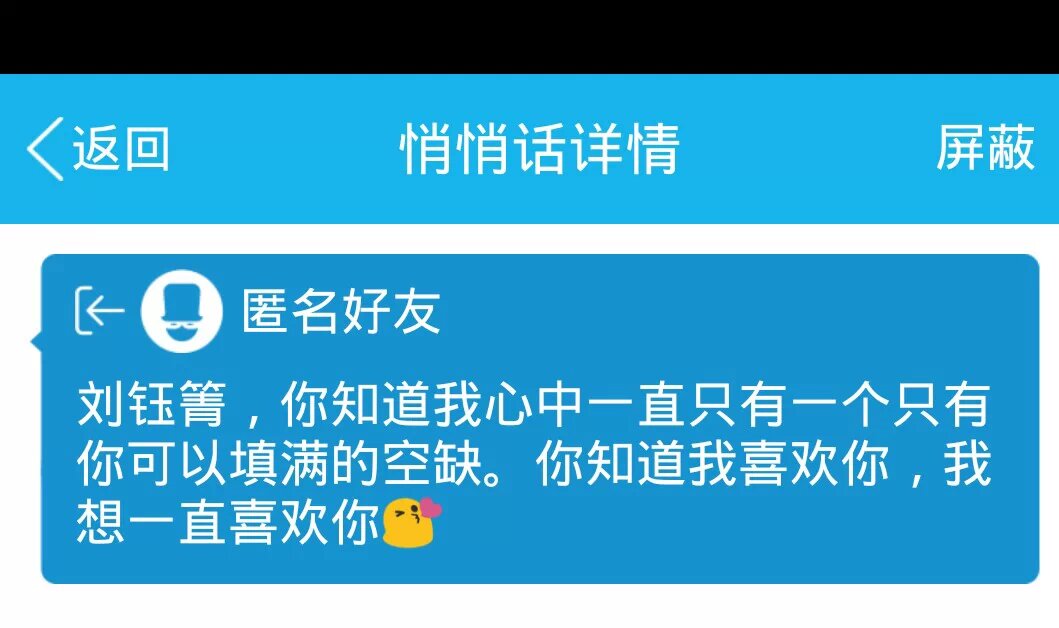 返回
悄悄话详情
屏蔽
匿名好友
刘钰箐，你知道我心中一直只有一个只有
你可以填满的空缺。你知道我喜欢你，我
想一直喜欢你😘